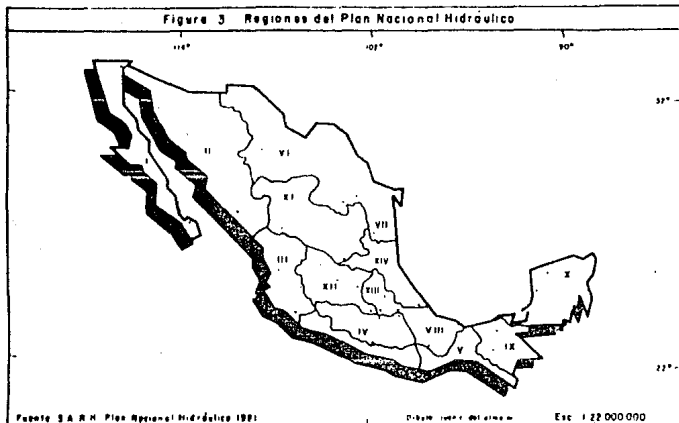 Figura 3 Regiones del Plan Nacional Hidráulico
114° 102° 90°
32°
I
II
VI
XI
VII
III
XIV
X
XII
XIII
IV
VIII
V
IX
22°
Fuente S A R H Plan Nacional Hidráulico 1981 Esc 1:22 000 000